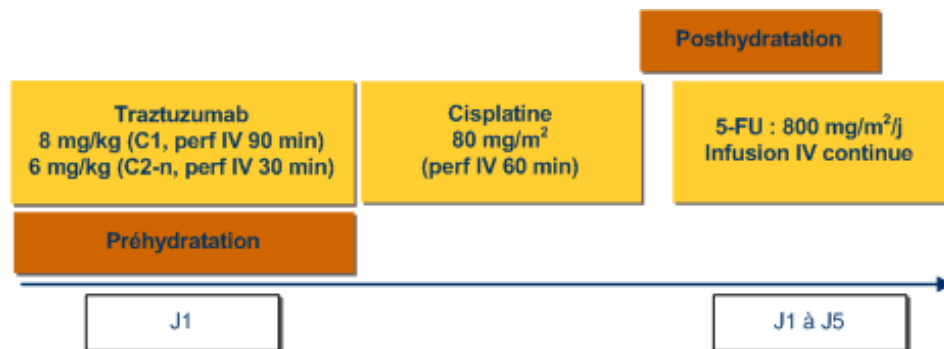 Posthydratation
Traztuzumab
8 mg/kg (C1, perf IV 90 min)
6 mg/kg (C2-n, perf IV 30 min)
Cisplatine
80 mg/m²
(perf IV 60 min)
5-FU : 800 mg/m²/j
Infusion IV continue
Préhydratation
J1
J1 à J5